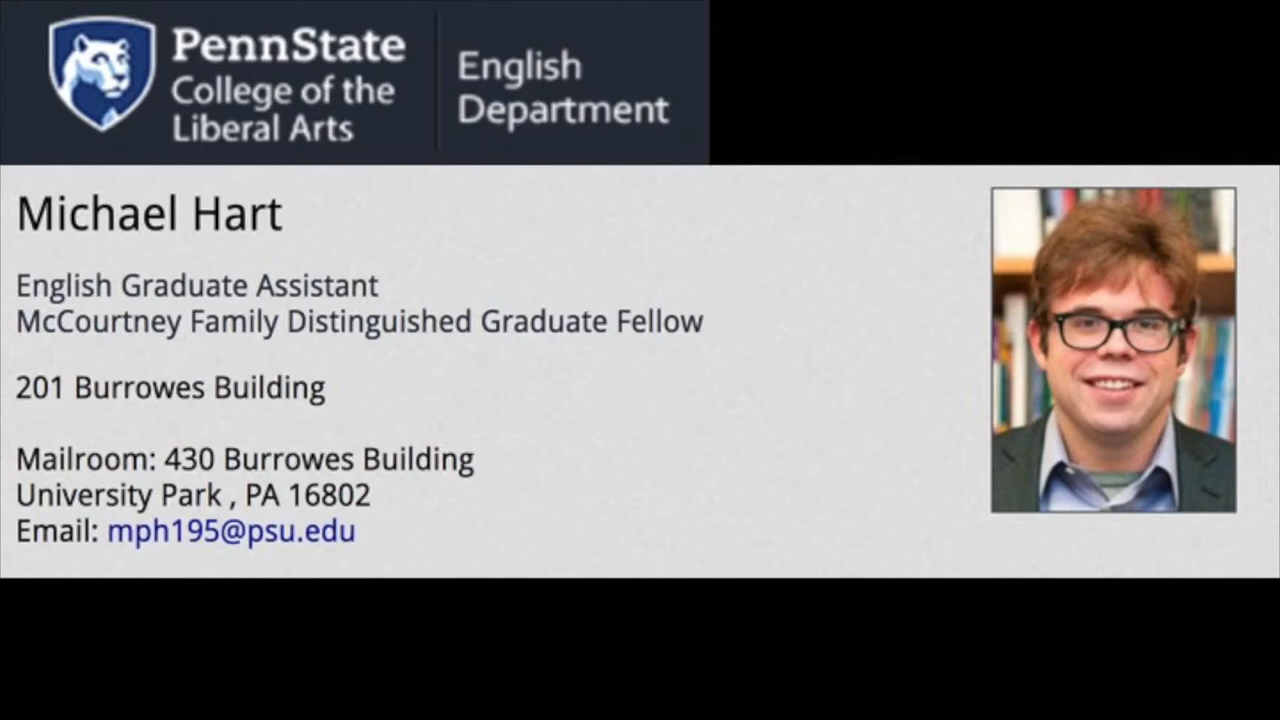 PennState
College of the
Liberal Arts
English
Department
Michael Hart
English Graduate Assistant
McCourtney Family Distinguished Graduate Fellow
201 Burrowes Building
Mailroom: 430 Burrowes Building
University Park , PA 16802
Email: mph195@psu.edu